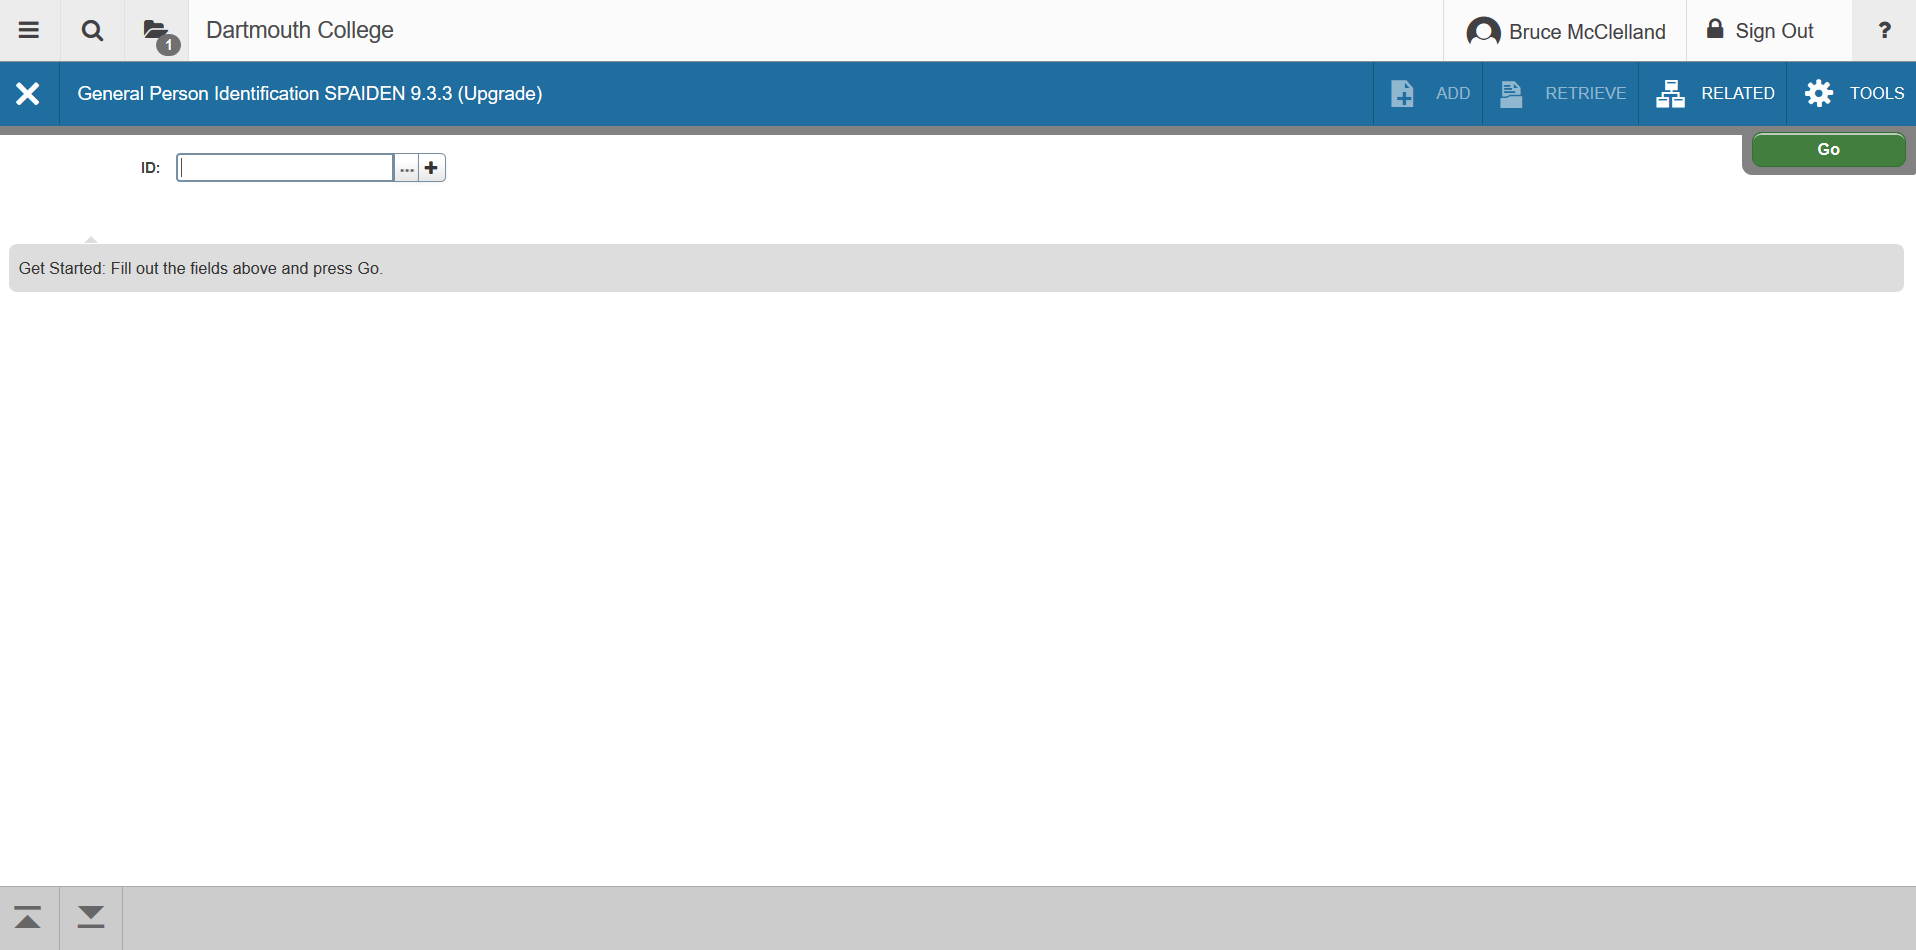 1
Dartmouth College
Bruce McClelland
Sign Out
?
General Person Identification SPAIDEN 9.3.3 (Upgrade)
ADD
RETRIEVE
RELATED
TOOLS
ID:
...
Go
Get Started: Fill out the fields above and press Go.